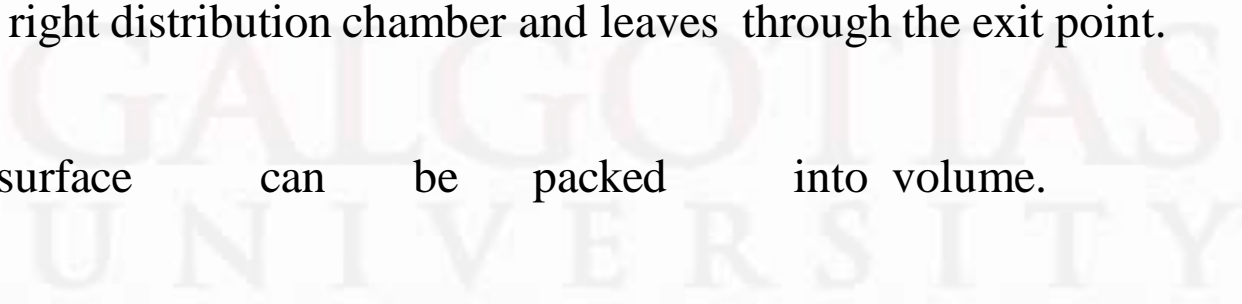 right distribution chamber and leaves through the exit point.
GALGOTIAS
surface can be packed into volume.
UNIVERSITY